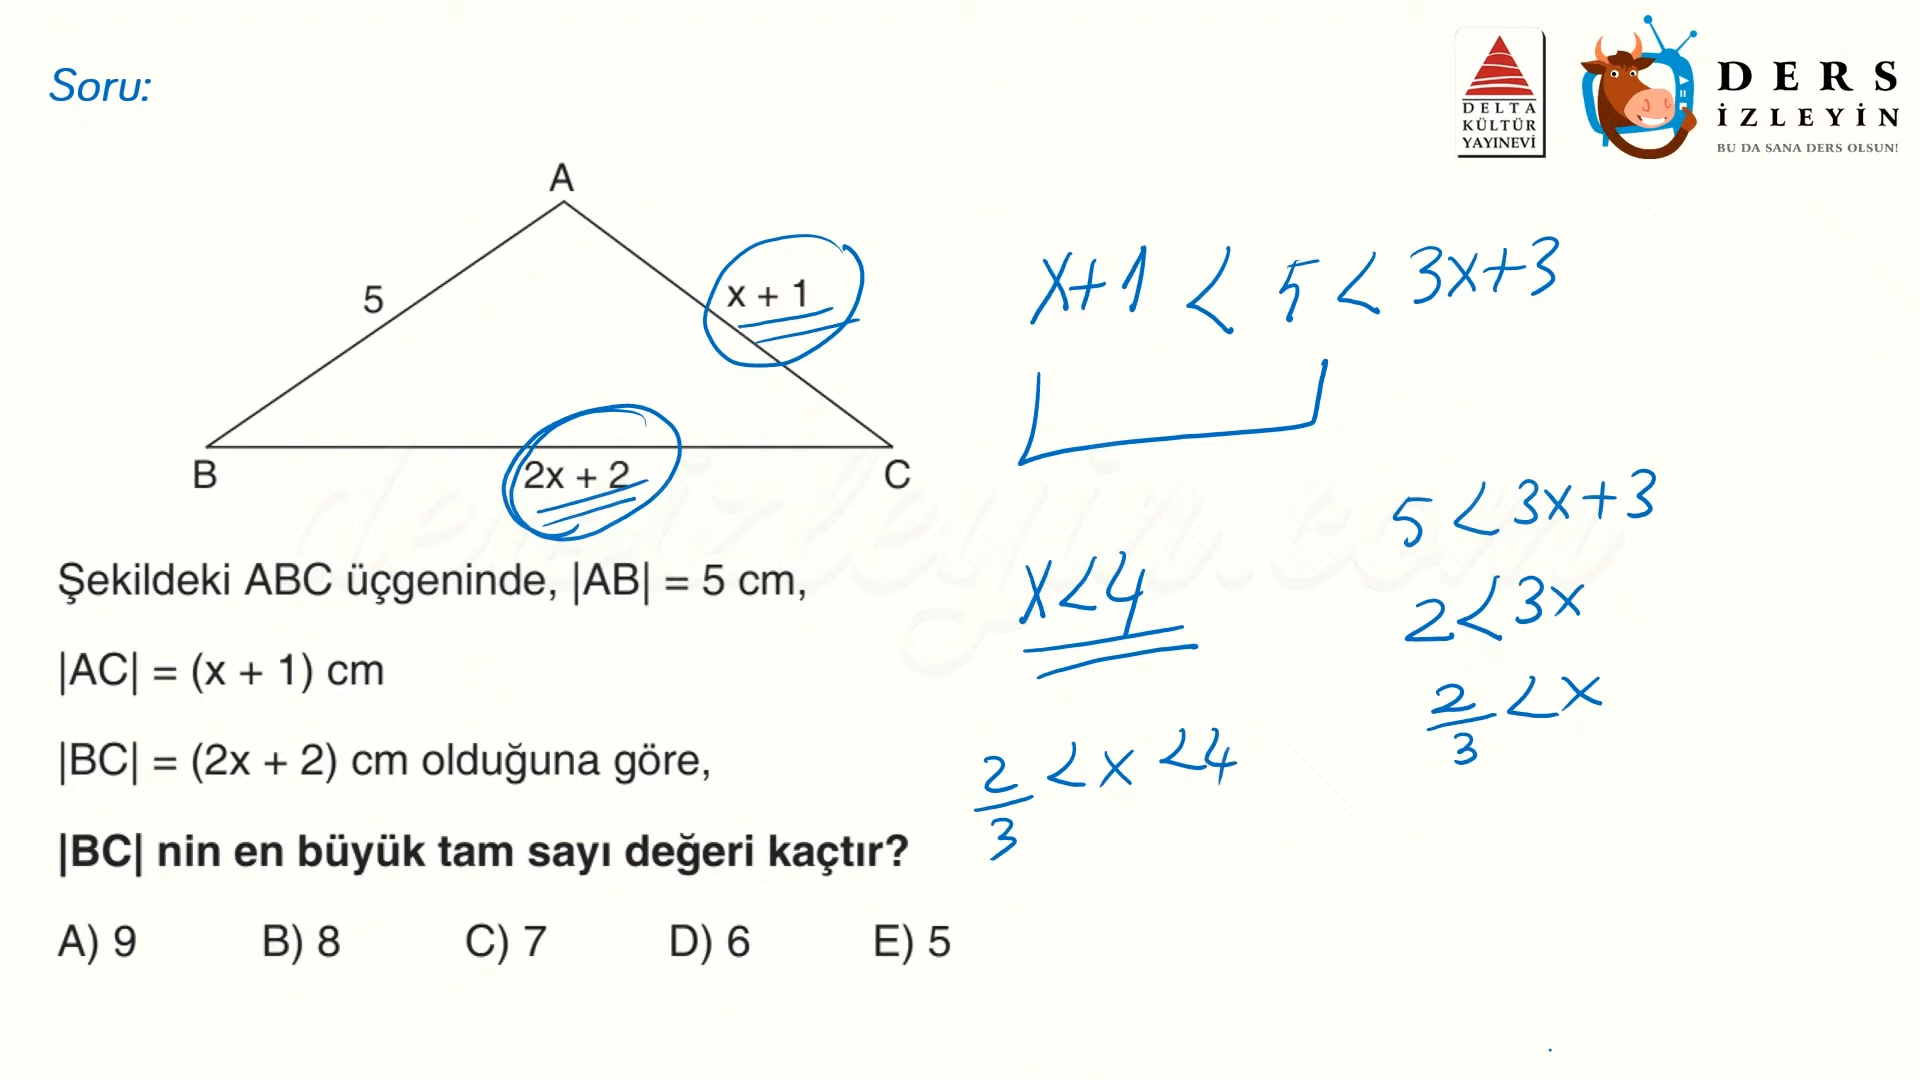 Soru:
DELTA
KÜLTÜR
YAYINEVİ
DERS
İZLEYİN
BU DA SANA DERS OLSUN!
A
5
x + 1
B
2x + 2
C
x+1 < 5 < 3x+3
5 < 3x+3
x<4
2<3x
2/3 < x
2/3 < x < 4
dersizleyin.com
Şekildeki ABC üçgeninde, |AB| = 5 cm,
|AC| = (x + 1) cm
|BC| = (2x + 2) cm olduğuna göre,
|BC| nin en büyük tam sayı değeri kaçtır?
A) 9 B) 8 C) 7 D) 6 E) 5